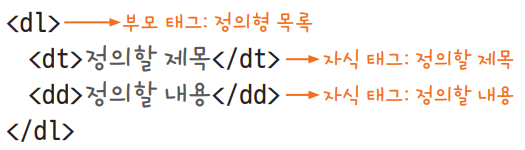 <dl> 부모 태그: 정의형 목록
<dt>정의할 제목</dt> 자식 태그: 정의할 제목
<dd>정의할 내용</dd> 자식 태그: 정의할 내용
</dl>